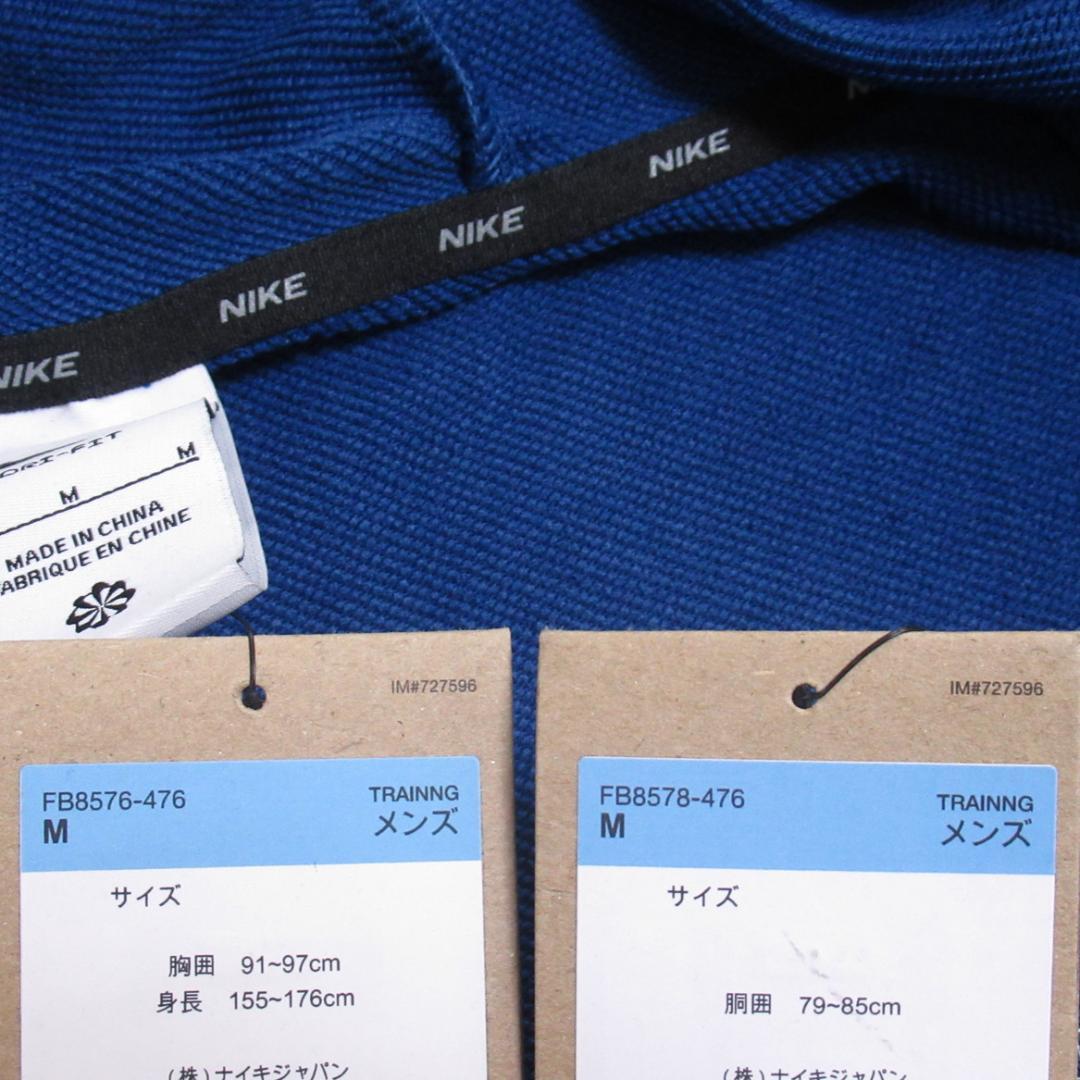 NIKE
NIKE
NIKE
NIKE
DRI-FIT
M
M
MADE IN CHINA
FABRIQUE EN CHINE
IM#727596
FB8576-476
TRAINNG
M
メンズ
サイズ
胸囲 91~97cm
身長 155~176cm
(株)ナイキジャパン
IM#727596
FB8578-476
TRAINNG
M
メンズ
サイズ
胴囲 79~85cm
(株)ナイキジャパン